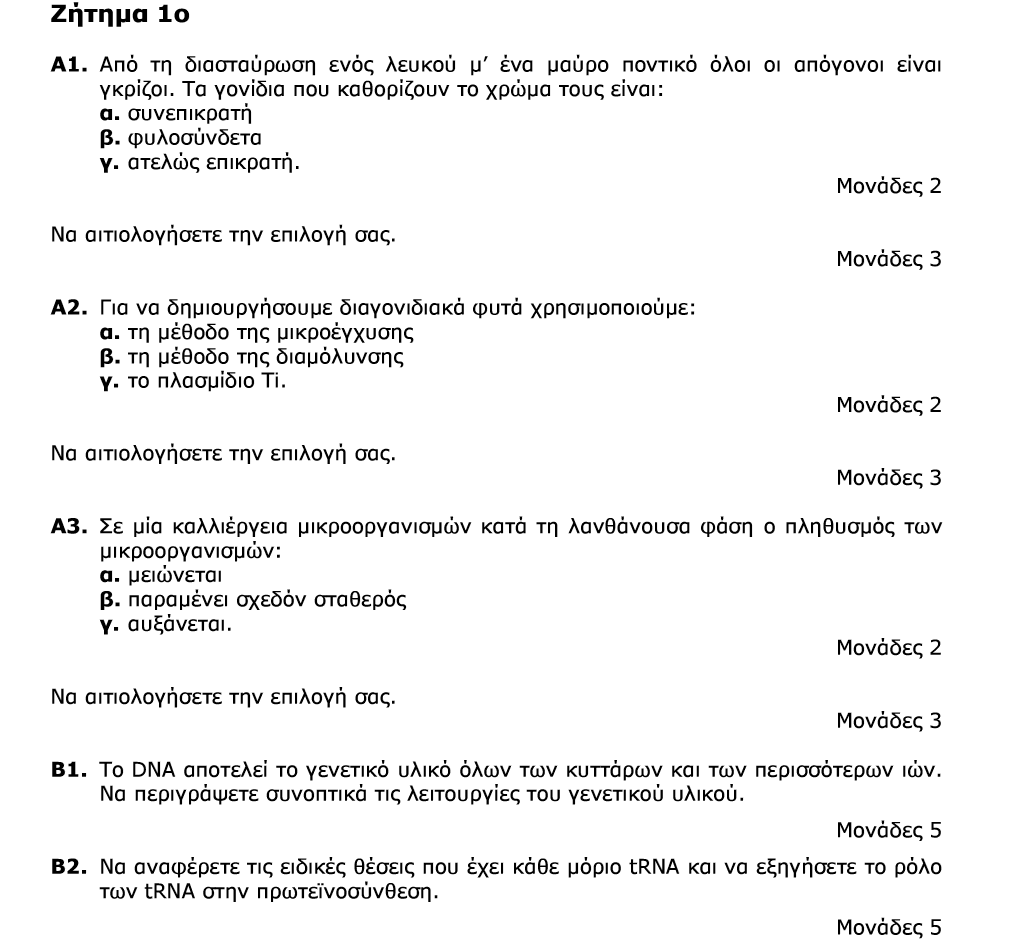 Ζήτημα 1ο
Α1. Από τη διασταύρωση ενός λευκού μ’ ένα μαύρο ποντικό όλοι οι απόγονοι είναι
γκρίζοι. Τα γονίδια που καθορίζουν το χρώμα τους είναι:
α. συνεπικρατή
β. φυλοσύνδετα
γ. ατελώς επικρατή.
Μονάδες 2
Να αιτιολογήσετε την επιλογή σας.
Μονάδες 3
Α2. Για να δημιουργήσουμε διαγονιδιακά φυτά χρησιμοποιούμε:
α. τη μέθοδο της μικροέγχυσης
β. τη μέθοδο της διαμόλυνσης
γ. το πλασμίδιο Ti.
Μονάδες 2
Να αιτιολογήσετε την επιλογή σας.
Μονάδες 3
Α3. Σε μία καλλιέργεια μικροοργανισμών κατά τη λανθάνουσα φάση ο πληθυσμός των
μικροοργανισμών:
α. μειώνεται
β. παραμένει σχεδόν σταθερός
γ. αυξάνεται.
Μονάδες 2
Να αιτιολογήσετε την επιλογή σας.
Μονάδες 3
Β1. Το DNA αποτελεί το γενετικό υλικό όλων των κυττάρων και των περισσότερων ιών.
Να περιγράψετε συνοπτικά τις λειτουργίες του γενετικού υλικού.
Μονάδες 5
Β2. Να αναφέρετε τις ειδικές θέσεις που έχει κάθε μόριο tRNA και να εξηγήσετε το ρόλο
των tRNA στην πρωτεϊνοσύνθεση.
Μονάδες 5